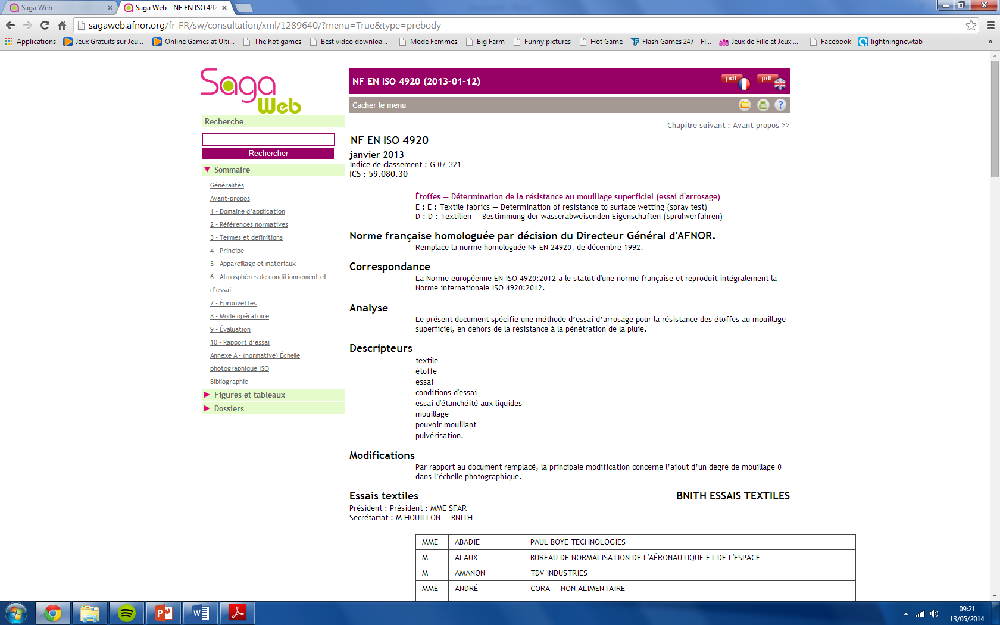 Saga Web
Saga Web - NF EN ISO 492
sagaweb.afnor.org/fr-FR/sw/consultation/xml/1289640/?menu=True&type=prebody
Applications
Jeux Gratuits sur Jeu...
Online Games at Ulti...
The hot games
Best video downloa...
Mode Femmes
Big Farm
Funny pictures
Hot Game
Flash Games 247 - Fl...
Jeux de Fille et Jeux ...
Facebook
lightningnewtab
»
Saga
Web
Recherche
Rechercher
Sommaire
Généralités
Avant-propos
1 - Domaine d’application
2 - Références normatives
3 - Termes et définitions
4 - Principe
5 - Appareillage et matériaux
6 - Atmosphères de conditionnement et
d’essai
7 - Éprouvettes
8 - Mode opératoire
9 - Évaluation
10 - Rapport d’essai
Annexe A - (normative) Échelle
photographique ISO
Bibliographie
Figures et tableaux
Dossiers
NF EN ISO 4920 (2013-01-12)
pdf
pdf
Cacher le menu
?
Chapitre suivant : Avant-propos >>
NF EN ISO 4920
janvier 2013
Indice de classement : G 07-321
ICS : 59.080.30
Étoffes — Détermination de la résistance au mouillage superficiel (essai d'arrosage)
E : E : Textile fabrics — Determination of resistance to surface wetting (spray test)
D : D : Textilien — Bestimmung der wasserabweisenden Eigenschaften (Sprühverfahren)
Norme française homologuée par décision du Directeur Général d'AFNOR.
Remplace la norme homologuée NF EN 24920, de décembre 1992.
Correspondance
La Norme européenne EN ISO 4920:2012 a le statut d'une norme française et reproduit intégralement la
Norme internationale ISO 4920:2012.
Analyse
Le présent document spécifie une méthode d’essai d’arrosage pour la résistance des étoffes au mouillage
superficiel, en dehors de la résistance à la pénétration de la pluie.
Descripteurs
textile
étoffe
essai
conditions d'essai
essai d'étanchéité aux liquides
mouillage
pouvoir mouillant
pulvérisation.
Modifications
Par rapport au document remplacé, la principale modification concerne l’ajout d’un degré de mouillage 0
dans l’échelle photographique.
Essais textiles
BNITH ESSAIS TEXTILES
Président : Président : MME SFAR
Secrétariat : M HOUILLON — BNITH
MME ABADIE PAUL BOYE TECHNOLOGIES
M ALAUX BUREAU DE NORMALISATION DE L'AÉRONAUTIQUE ET DE L'ESPACE
M AMANON TDV INDUSTRIES
MME ANDRÉ CORA — NON ALIMENTAIRE
09:21
13/05/2014